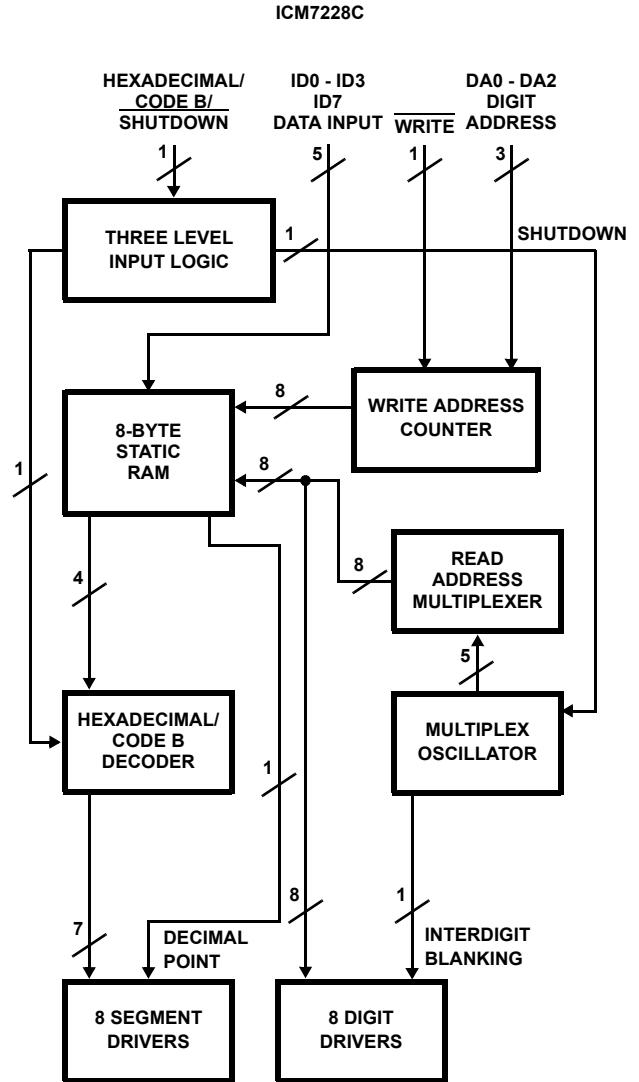 ICM7228C
HEXADECIMAL/
CODE B/
SHUTDOWN
ID0 - ID3
ID7
DATA INPUT
WRITE
DA0 - DA2
DIGIT
ADDRESS
1
5
1
3
THREE LEVEL
INPUT LOGIC
1
SHUTDOWN
8-BYTE
STATIC
RAM
8
WRITE ADDRESS
COUNTER
1
8
4
8
READ
ADDRESS
MULTIPLEXER
5
HEXADECIMAL/
CODE B
DECODER
MULTIPLEX
OSCILLATOR
1
7
8
1
DECIMAL
POINT
INTERDIGIT
BLANKING
8 SEGMENT
DRIVERS
8 DIGIT
DRIVERS